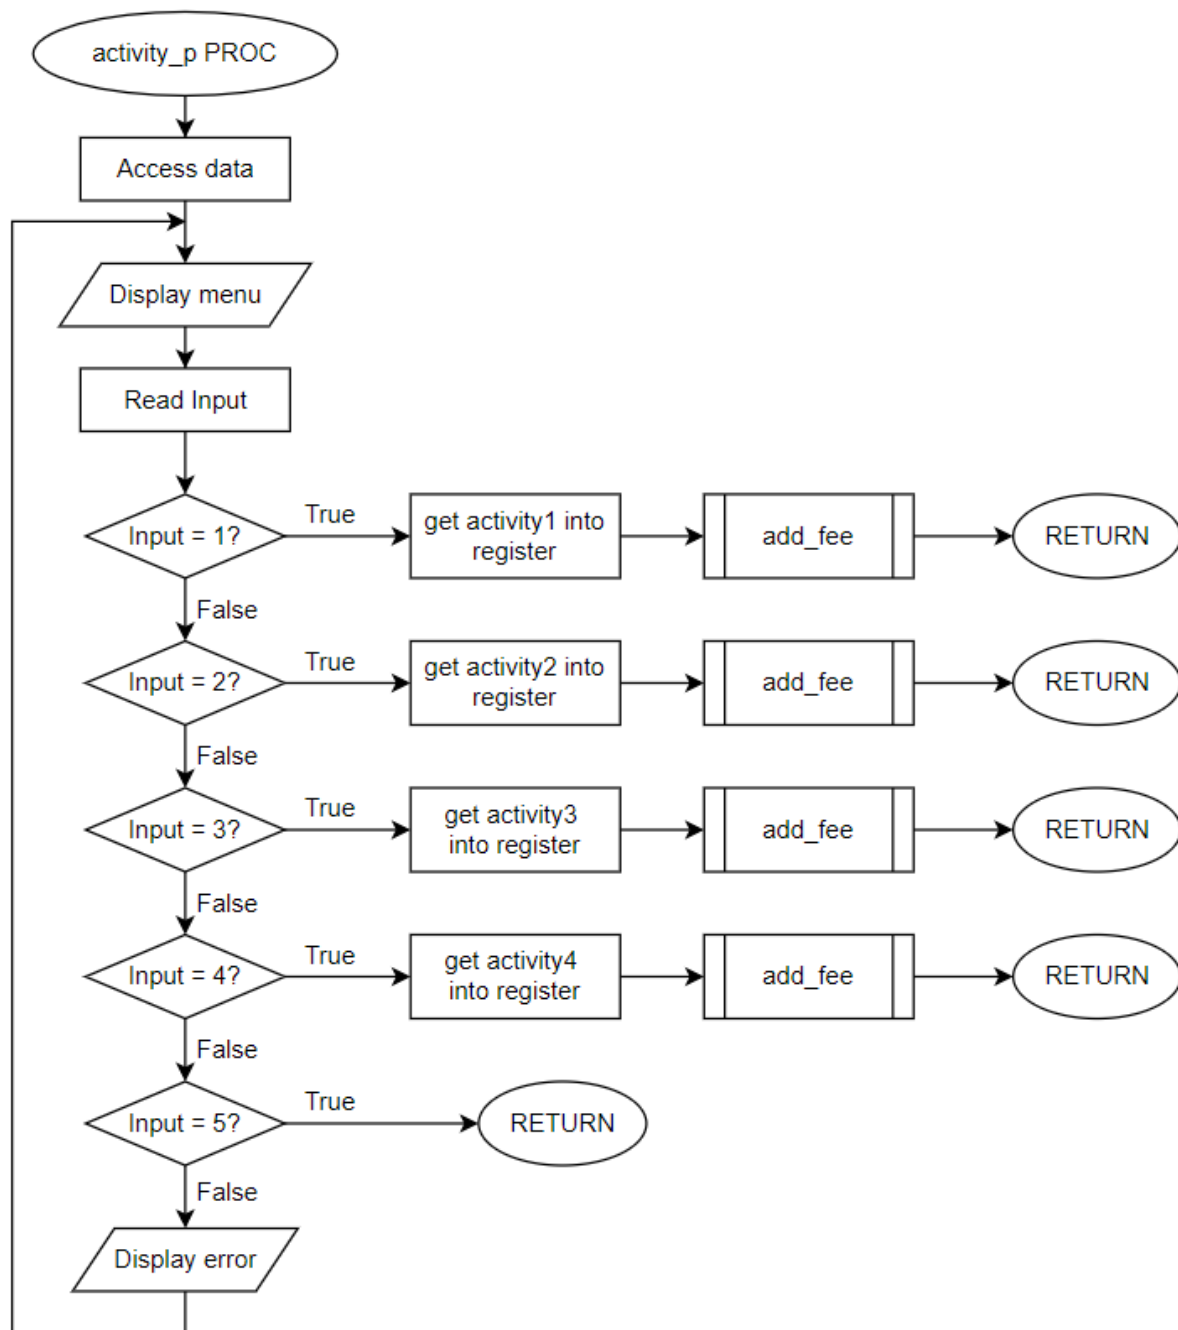 activity_p PROC
Access data
Display menu
Read Input
Input = 1?
True
get activity1 into
register
add_fee
RETURN
False
Input = 2?
True
get activity2 into
register
add_fee
RETURN
False
Input = 3?
True
get activity3
into register
add_fee
RETURN
False
Input = 4?
True
get activity4
into register
add_fee
RETURN
False
Input = 5?
True
RETURN
False
Display error